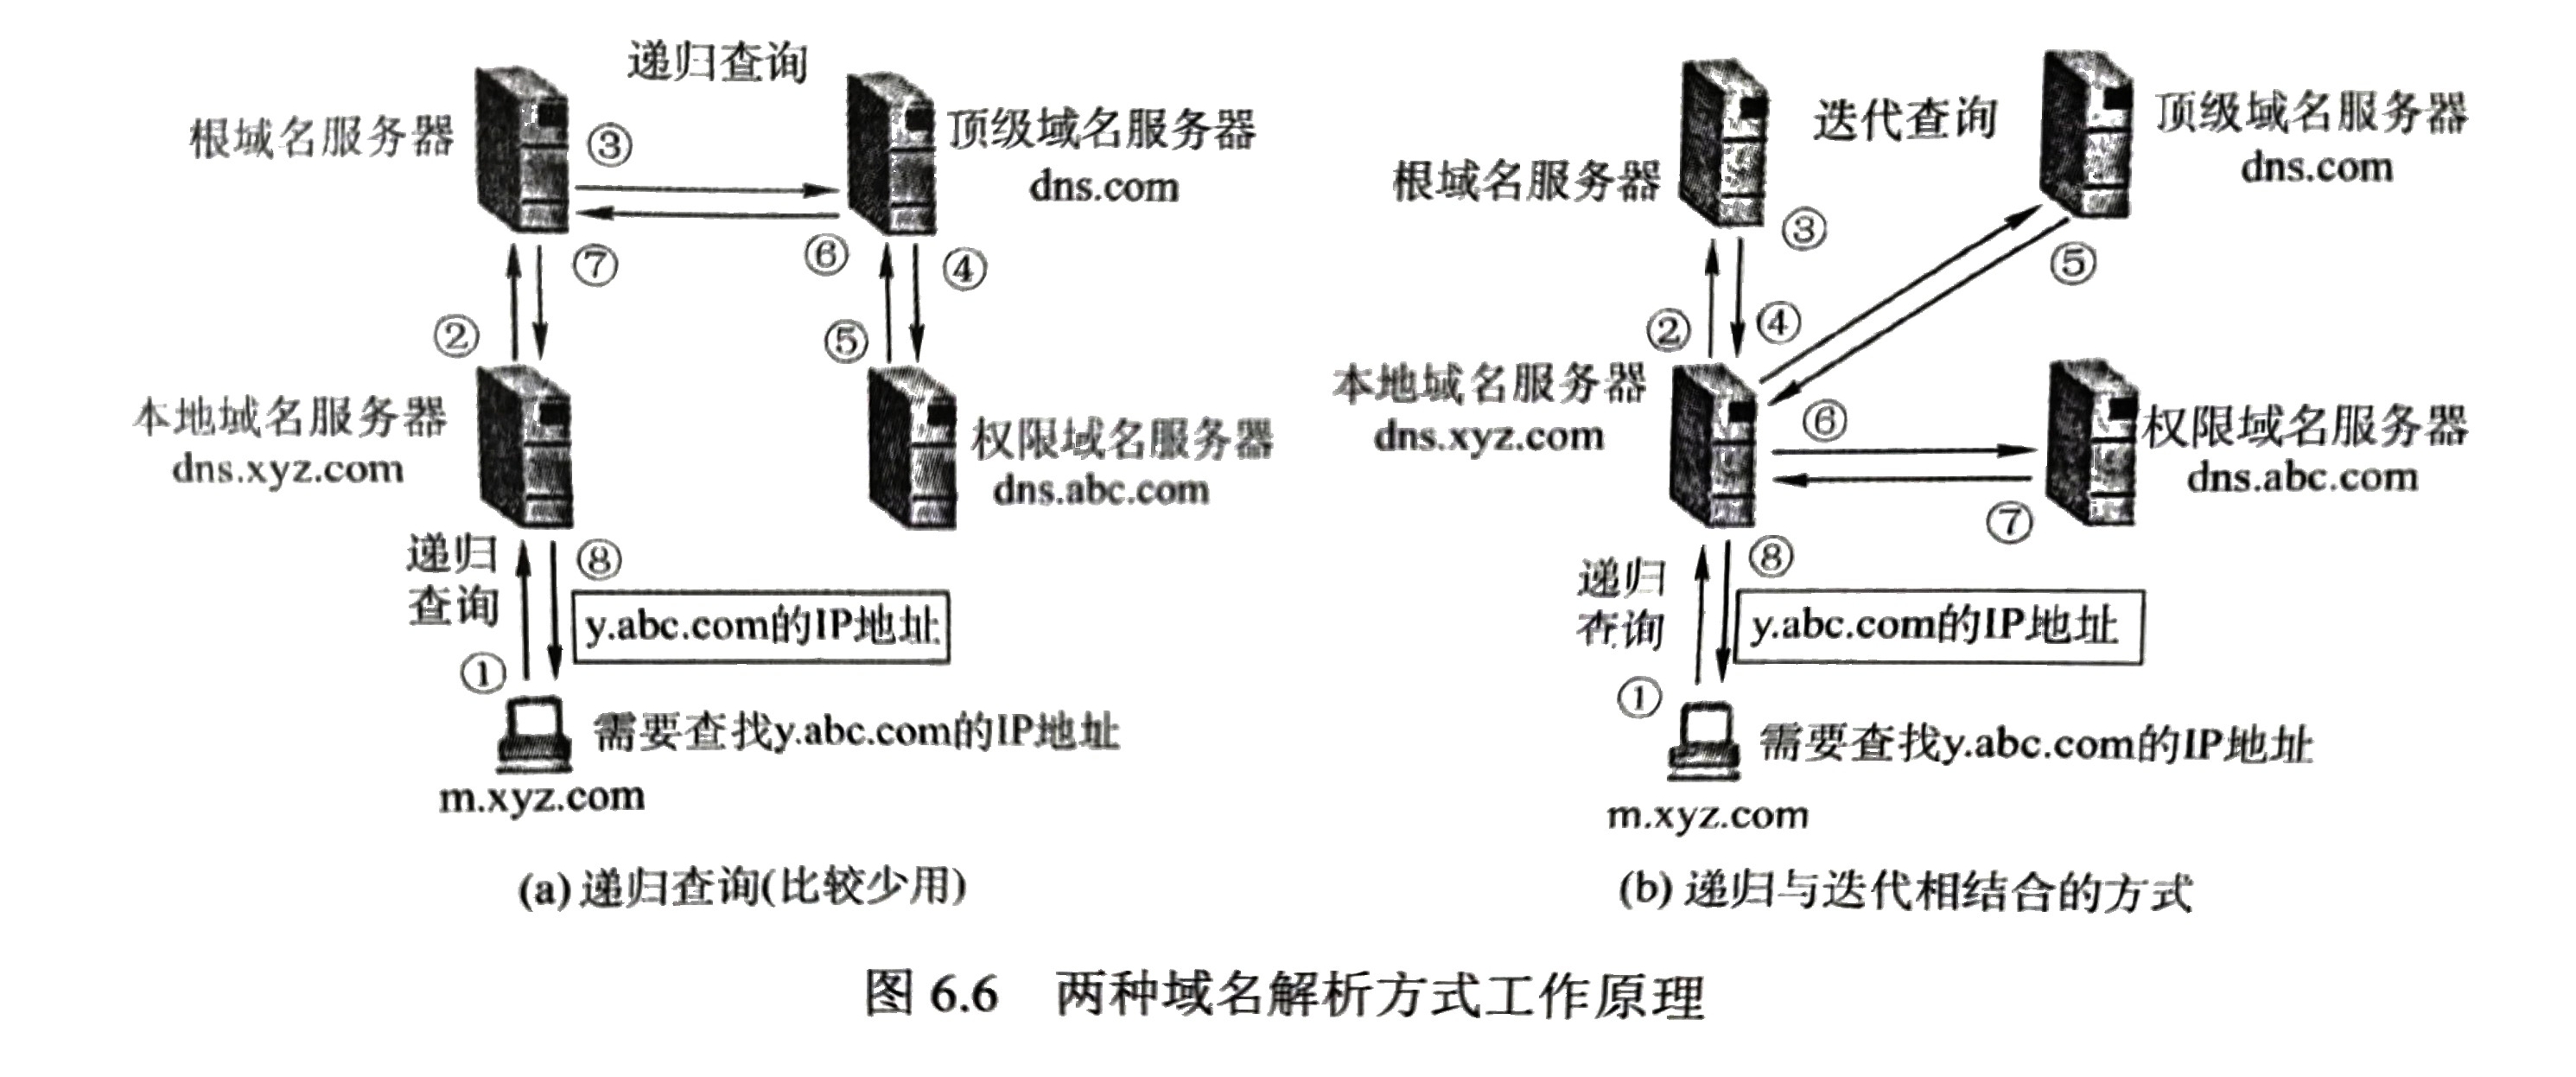 递归查询
根域名服务器
③
顶级域名服务器
dns.com
⑦
⑥
④
②
⑤
本地域名服务器
dns.xyz.com
权限域名服务器
dns.abc.com
递归
查询
⑧
y.abc.com的IP地址
①
需要查找y.abc.com的IP地址
m.xyz.com
(a) 递归查询(比较少用)
迭代查询
顶级域名服务器
dns.com
根域名服务器
③
⑤
②
④
本地域名服务器
dns.xyz.com
⑥
权限域名服务器
dns.abc.com
⑦
递归
查询
⑧
y.abc.com的IP地址
①
需要查找y.abc.com的IP地址
m.xyz.com
(b) 递归与迭代相结合的方式
图 6.6 两种域名解析方式工作原理